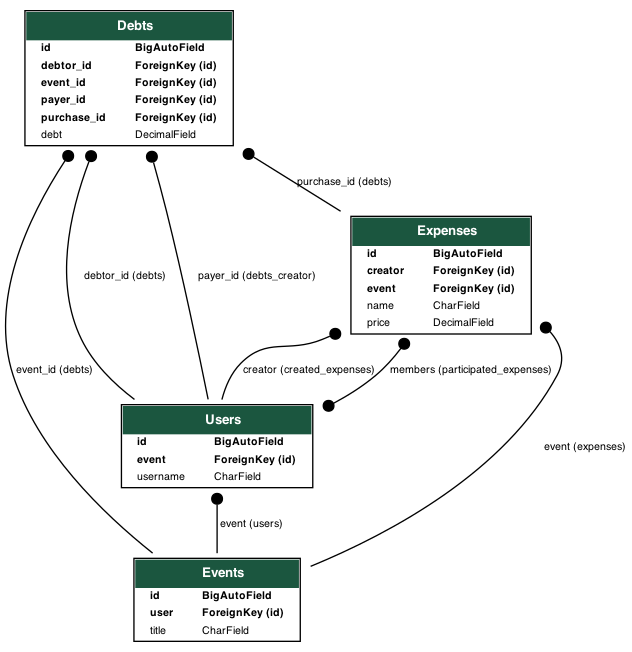 Debts
id BigAutoField
debtor_id ForeignKey (id)
event_id ForeignKey (id)
payer_id ForeignKey (id)
purchase_id ForeignKey (id)
debt DecimalField
purchase_id (debts)
Expenses
id BigAutoField
creator ForeignKey (id)
event ForeignKey (id)
name CharField
price DecimalField
debtor_id (debts)
payer_id (debts_creator)
event_id (debts)
creator (created_expenses)
members (participated_expenses)
Users
id BigAutoField
event ForeignKey (id)
username CharField
event (expenses)
event (users)
Events
id BigAutoField
user ForeignKey (id)
title CharField